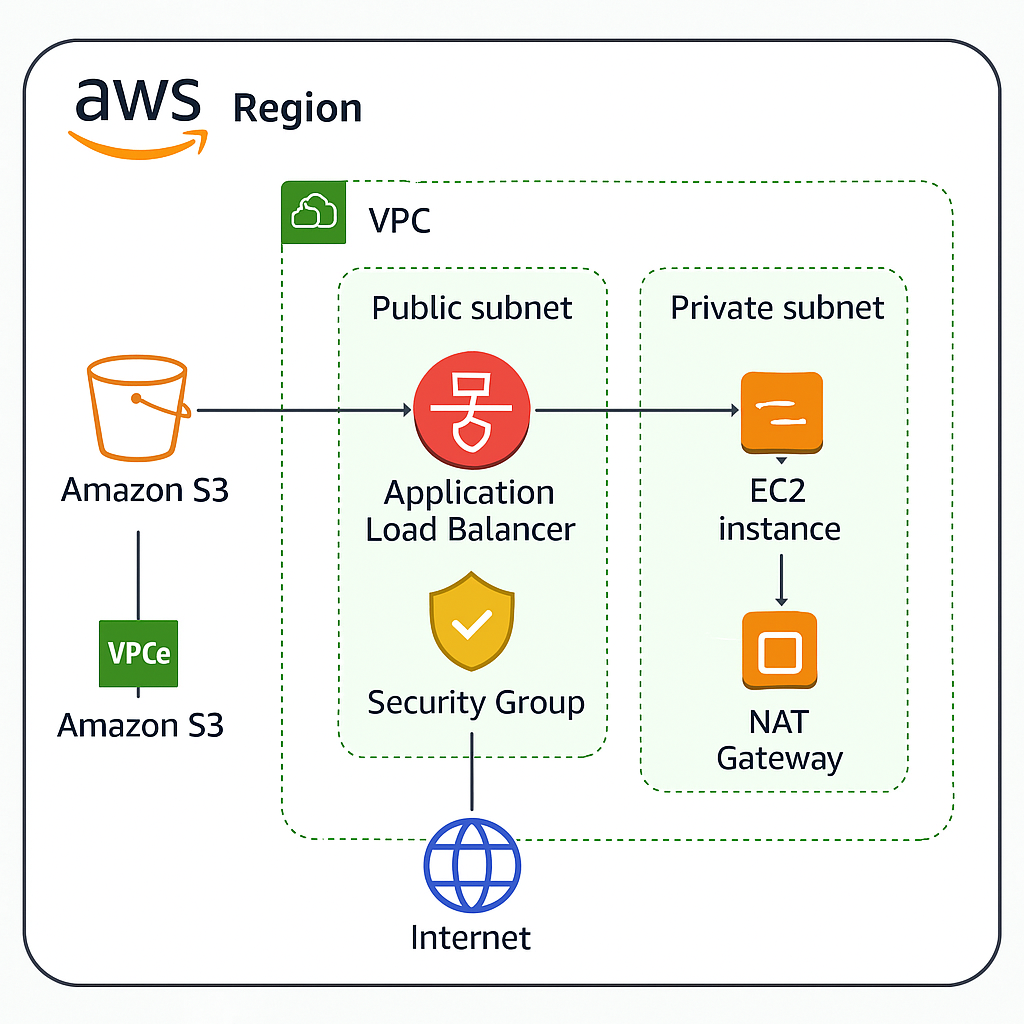 aws Region
VPC
Public subnet
Private subnet
Amazon S3
Application
Load Balancer
EC2
instance
VPCe
Amazon S3
Security Group
NAT
Gateway
Internet